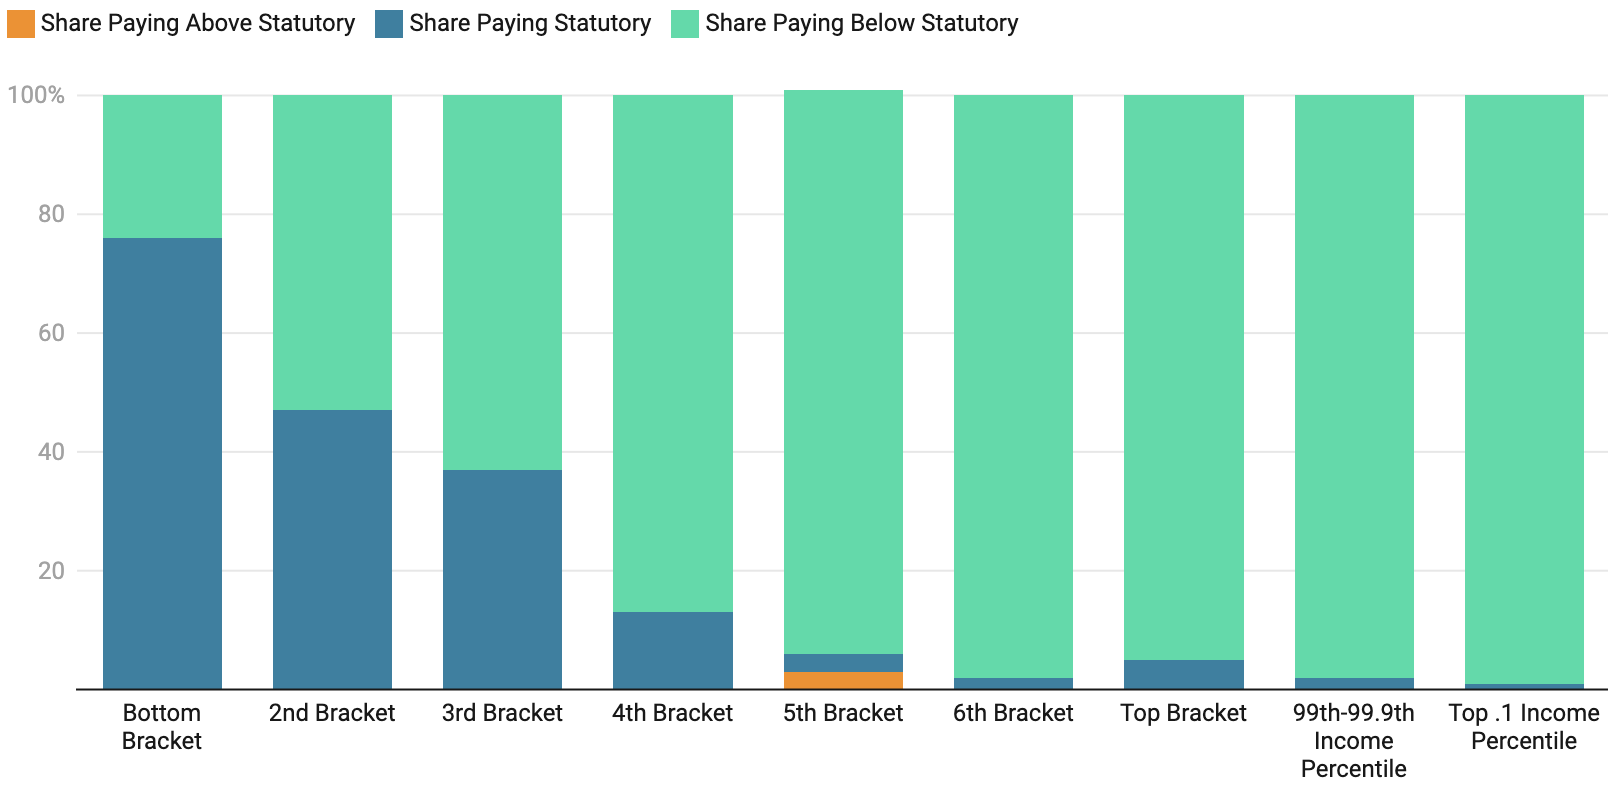 Share Paying Above Statutory Share Paying Statutory Share Paying Below Statutory
100%
80
60
40
20
Bottom
Bracket
2nd Bracket
3rd Bracket
4th Bracket
5th Bracket
6th Bracket
Top Bracket
99th-99.9th
Income
Percentile
Top .1 Income
Percentile